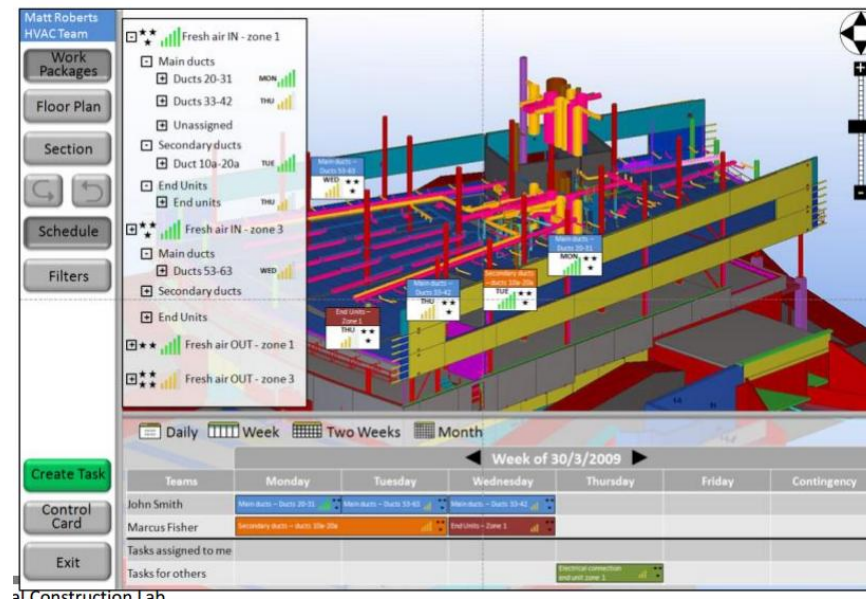 Matt Roberts
HVAC Team
Work
Packages
Floor Plan
Section
Schedule
Filters
Create Task
Control
Card
Exit
Fresh air IN - zone 1
Main ducts
Ducts 20-31 MON
Ducts 33-42 THU
Unassigned
Secondary ducts
Duct 10a-20a TUE
End Units
End units THU
Fresh air IN - zone 3
Main ducts
Ducts 53-63 WED
Secondary ducts
End Units
Fresh air OUT - zone 1
Fresh air OUT - zone 3
Main ducts –
Ducts 53-63
WED
Main ducts –
Ducts 20-31
MON
Main ducts –
Ducts 33-42
THU
Secondary ducts
– ducts 10a-20a
TUE
End Units –
Zone 1
THU
Daily Week Two Weeks Month
Week of 30/3/2009
Teams Monday Tuesday Wednesday Thursday Friday Contingency
John Smith Main ducts – Ducts 20-31 Main ducts – Ducts 53-63 Main ducts – Ducts 33-42
Marcus Fisher Secondary ducts – ducts 10a-20a End Units – Zone 1
Tasks assigned to me
Tasks for others Electrical connection
end unit zone 1
al Construction Lab